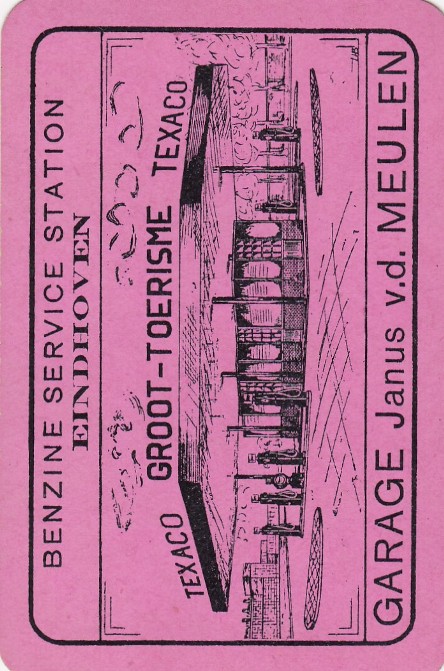 BENZINE SERVICE STATION
EINDHOVEN
TEXACO GROOT-TOERISME TEXACO
GARAGE Janus v.d. MEULEN